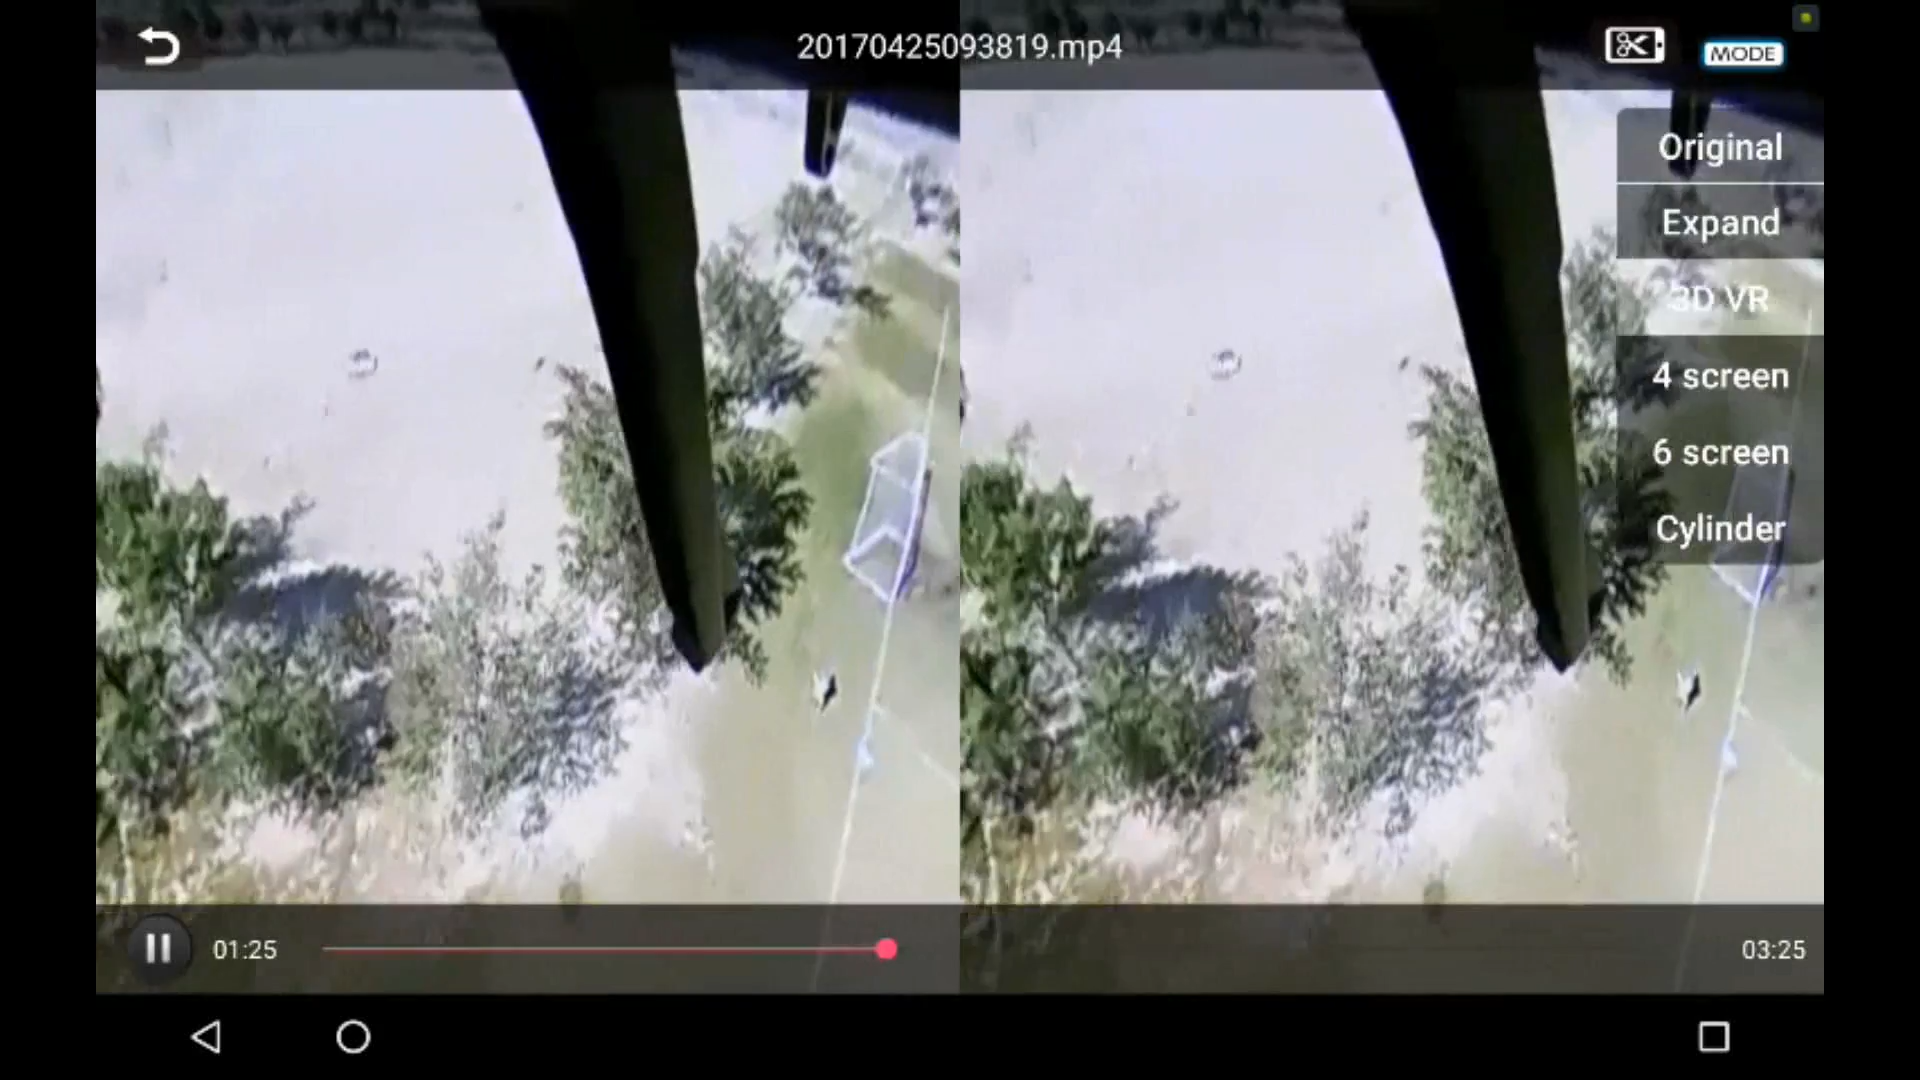 20170425093819.mp4
MODE
Original
Expand
3D VR
4 screen
6 screen
Cylinder
01:25
03:25